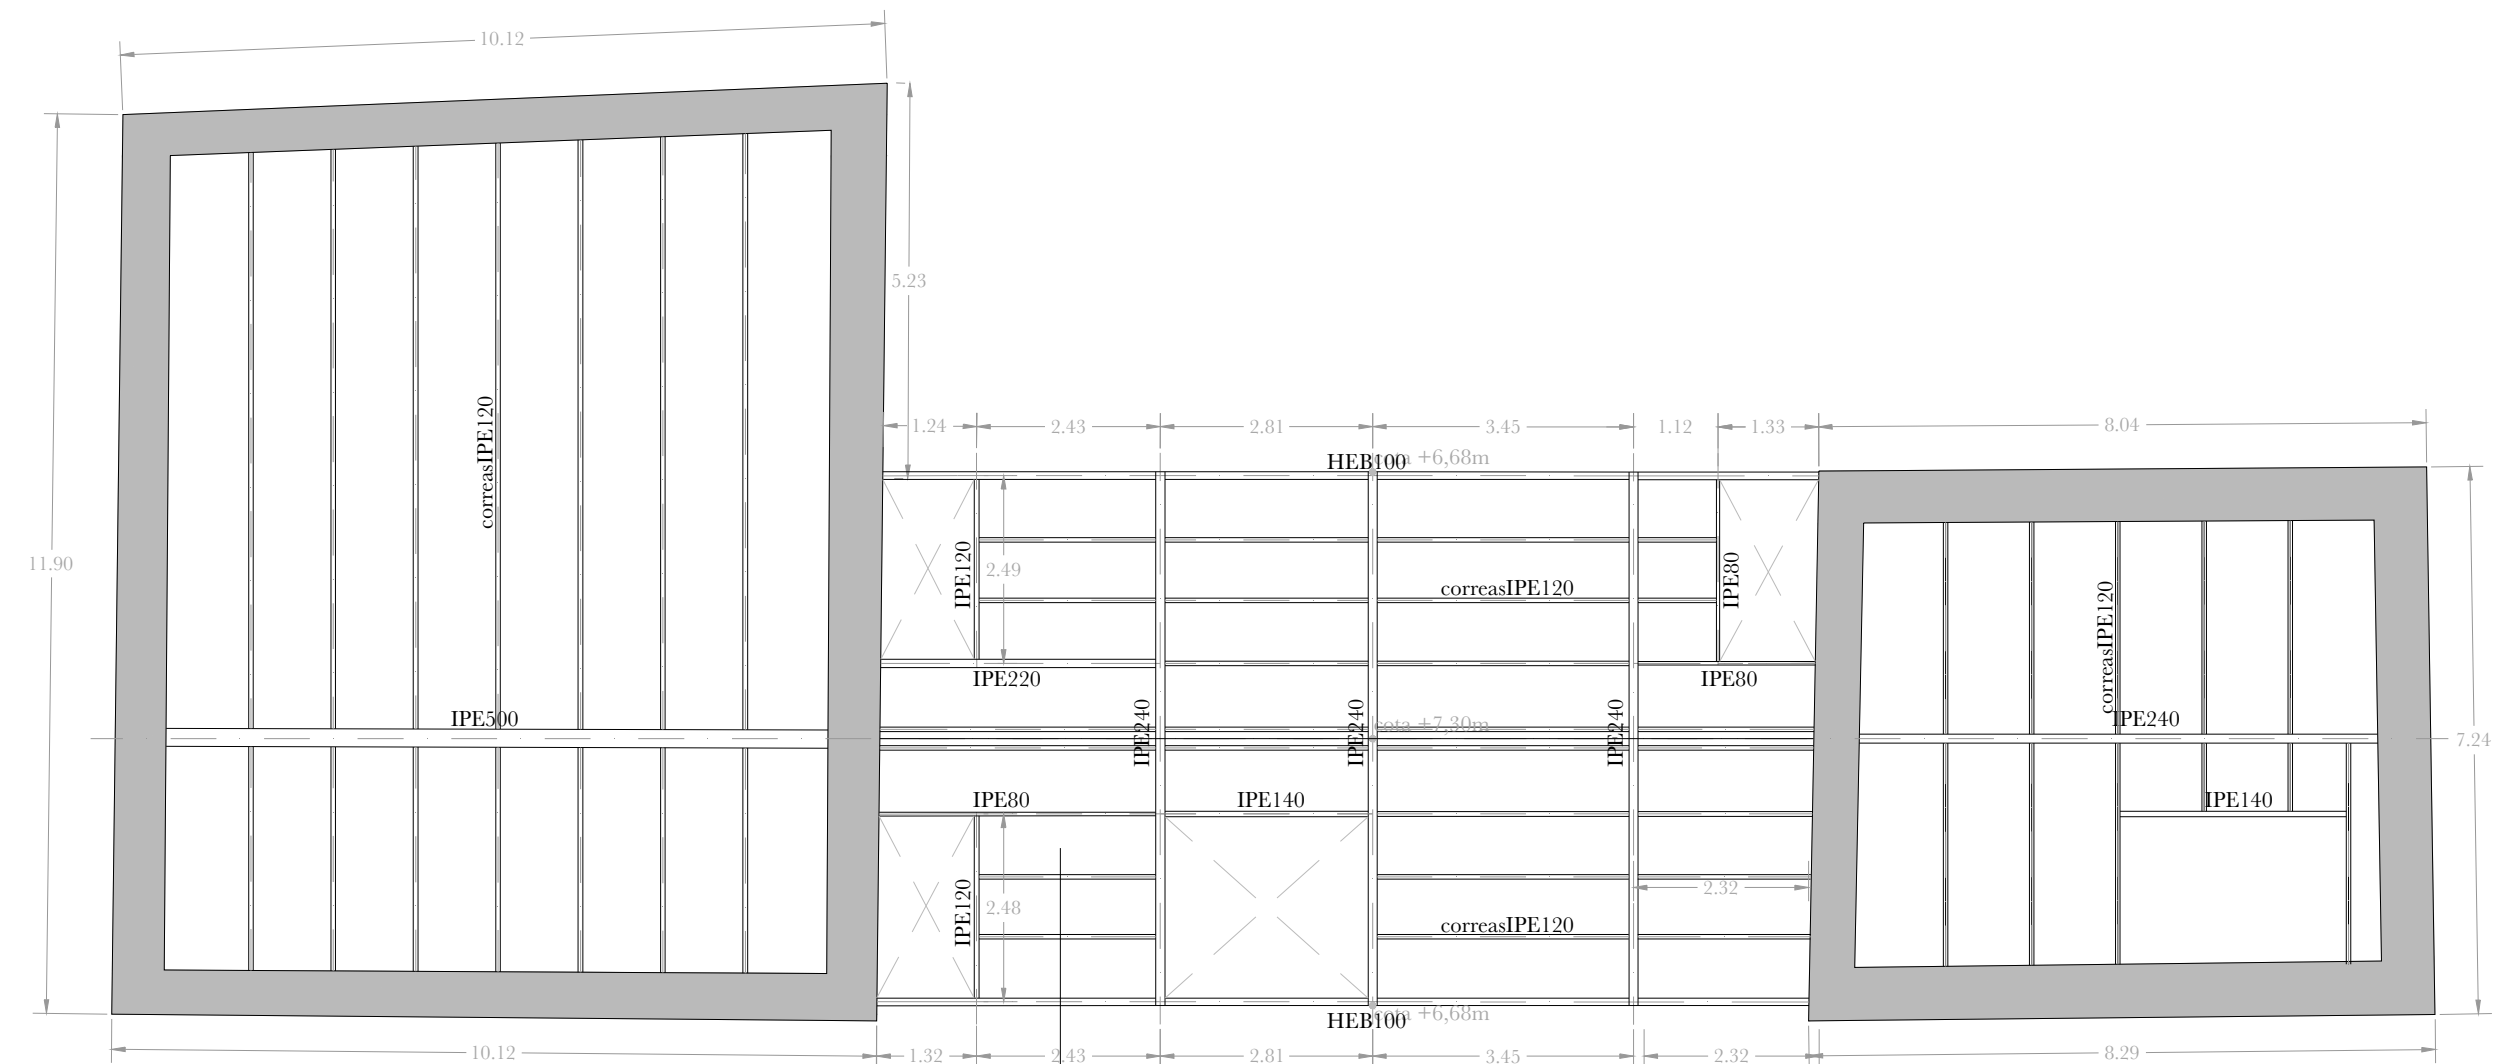 10.12
5.23
1.24
2.43
2.81
3.45
1.12
1.33
8.04
HEB100
cota +6,68m
correasIPE120
11.90
IPE120
2.49
correasIPE120
IPE80
correasIPE120
IPE220
IPE80
IPE500
IPE240
IPE240
cota +7,30m
IPE240
IPE240
7.24
IPE80
IPE140
IPE140
IPE120
2.48
2.32
correasIPE120
HEB100
cota +6,68m
10.12
1.32
2.43
2.81
3.45
2.32
8.29